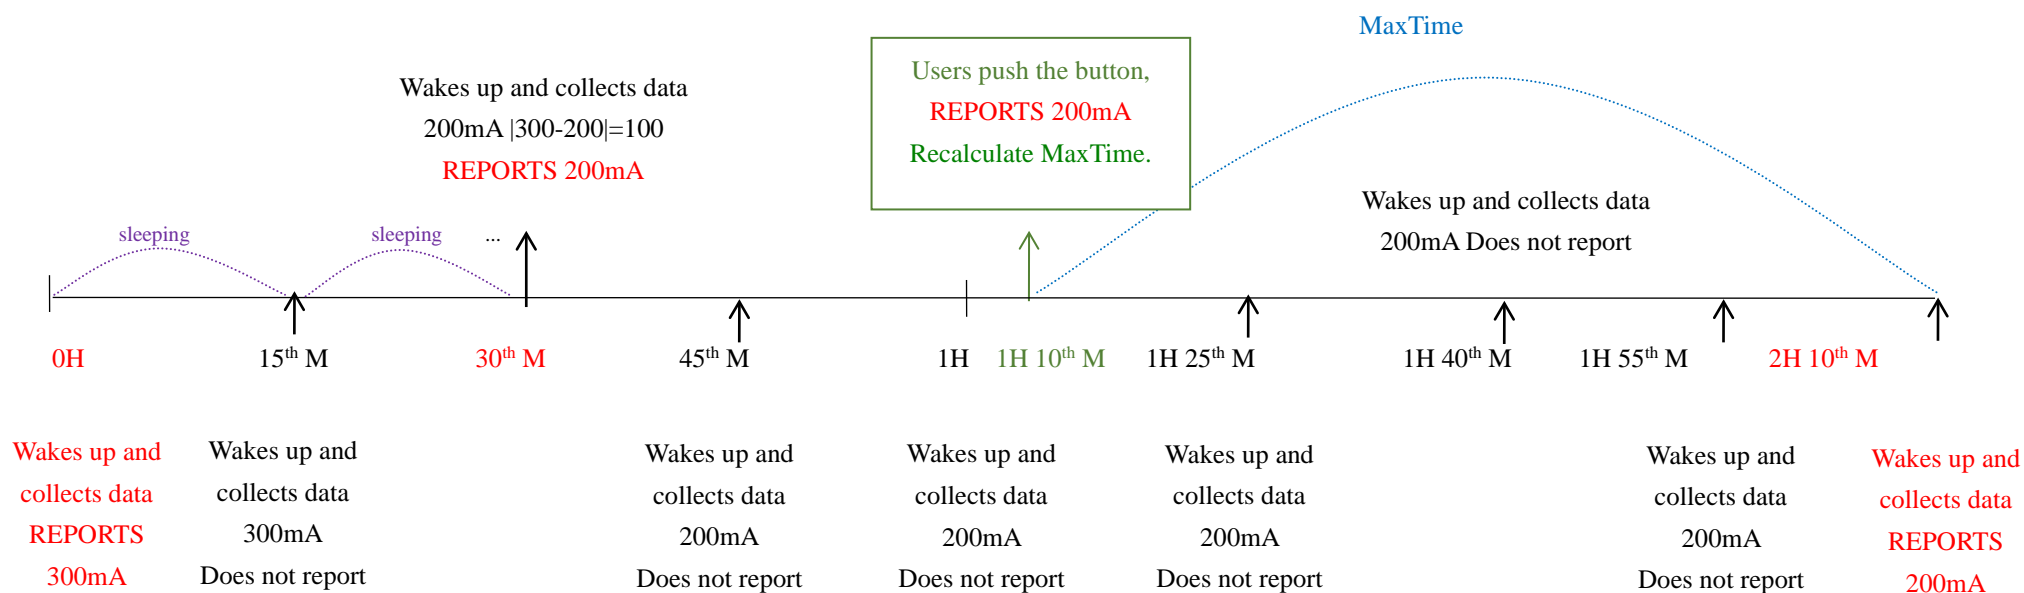 MaxTime
Users push the button,
REPORTS 200mA
Recalculate MaxTime.
Wakes up and collects data
200mA |300-200|=100
REPORTS 200mA
Wakes up and collects data
200mA Does not report
sleeping
sleeping
...
0H
15th M
30th M
45th M
1H
1H 10th M
1H 25th M
1H 40th M
1H 55th M
2H 10th M
Wakes up and
collects data
REPORTS
300mA
Wakes up and
collects data
300mA
Does not report
Wakes up and
collects data
200mA
Does not report
Wakes up and
collects data
200mA
Does not report
Wakes up and
collects data
200mA
Does not report
Wakes up and
collects data
200mA
Does not report
Wakes up and
collects data
REPORTS
200mA